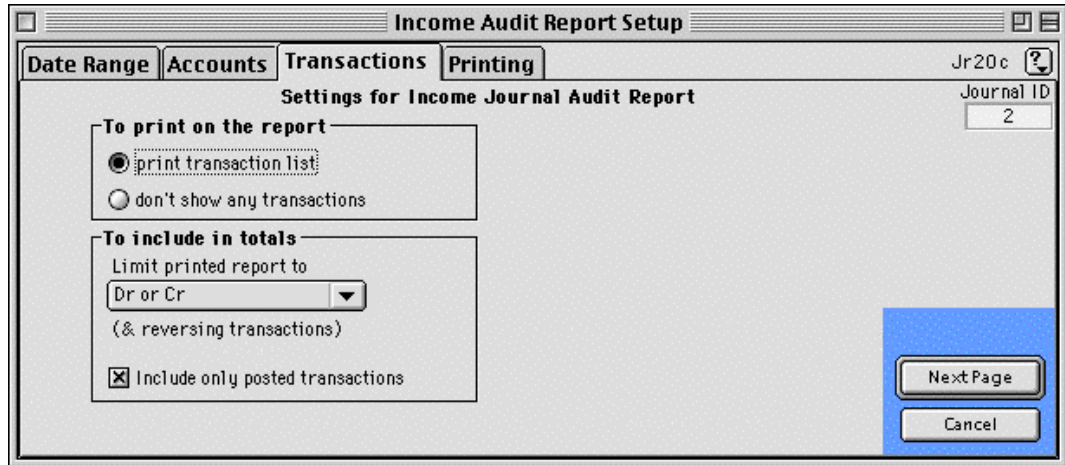 Income Audit Report Setup
Date Range Accounts Transactions Printing Jr20c ?
Settings for Income Journal Audit Report
Journal ID
2
To print on the report
print transaction list
don't show any transactions
To include in totals
Limit printed report to
Dr or Cr
(& reversing transactions)
Include only posted transactions
Next Page
Cancel